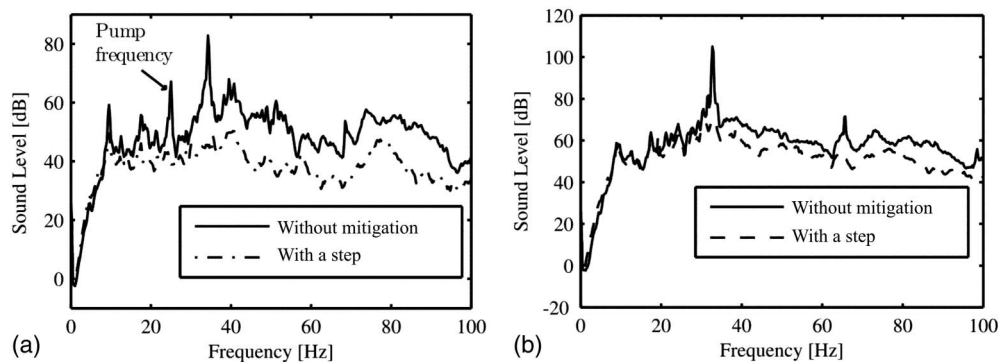 Sound Level [dB]
80
60
40
20
0
Pump
frequency
Without mitigation
With a step
0
20
40
60
80
100
(a)
Frequency [Hz]
Sound Level [dB]
120
100
80
60
40
20
0
-20
Without mitigation
With a step
0
20
40
60
80
100
(b)
Frequency [Hz]